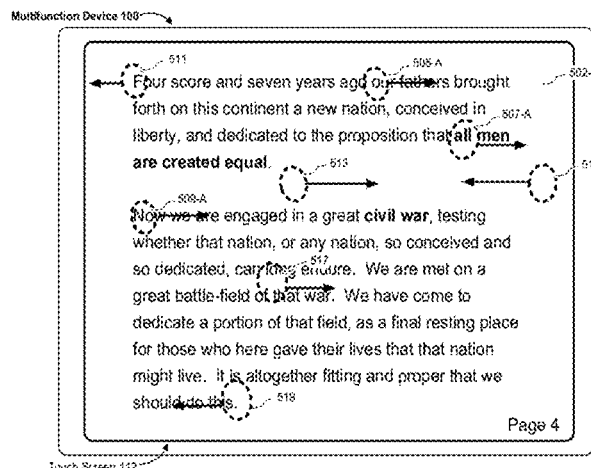 Multifunction Device 100
511
Four score and seven years ago our fathers brought
forth on this continent a new nation, conceived in
liberty, and dedicated to the proposition that all men
are created equal.
507-A
513
509-A
Now we are engaged in a great civil war, testing
whether that nation, or any nation, so conceived and
so dedicated, can long endure. We are met on a
517
great battle-field of that war. We have come to
dedicate a portion of that field, as a final resting place
for those who here gave their lives that that nation
might live. It is altogether fitting and proper that we
should do this.
Page 4
Touch Screen 112